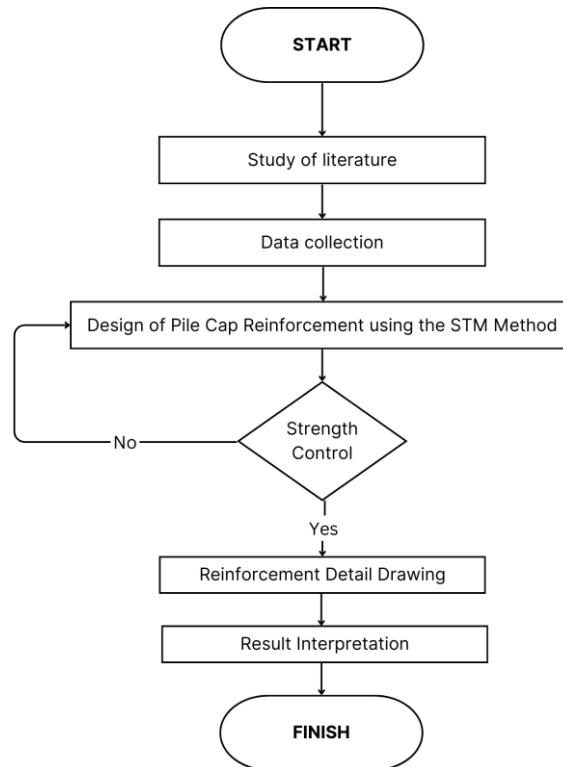 START
Study of literature
Data collection
Design of Pile Cap Reinforcement using the STM Method
Strength
Control
No
Yes
Reinforcement Detail Drawing
Result Interpretation
FINISH